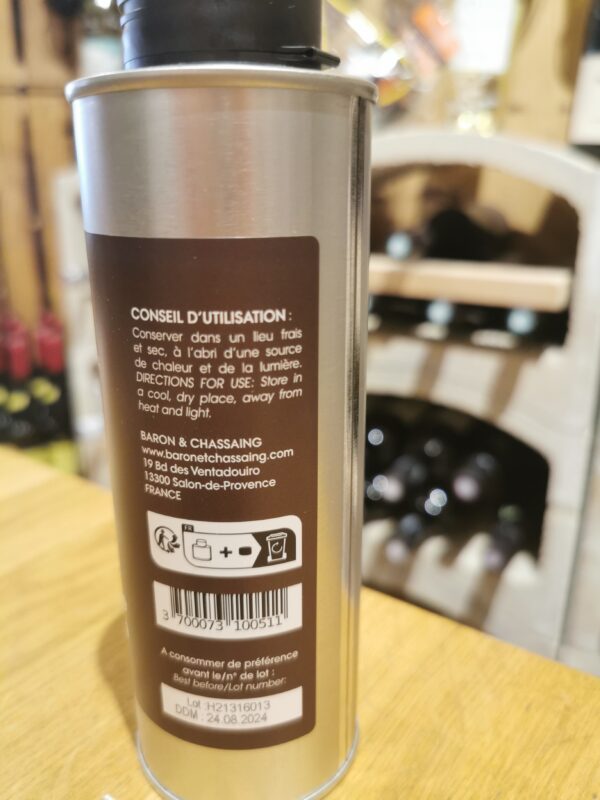 CONSEIL D'UTILISATION :
Conserver dans un lieu frais
et sec, à l'abri d'une source
de chaleur et de la lumière.
DIRECTIONS FOR USE: Store in
a cool, dry place, away from
heat and light.
BARON & CHASSAING
www.baronetchassaing.com
19 Bd des Ventadouiro
13300 Salon-de-Provence
FRANCE
FR
+
3 700073 100511
A consommer de préférence
avant le/n° de lot :
Best before/Lot number:
Lot :H21316013
DDM : 24.08.2024